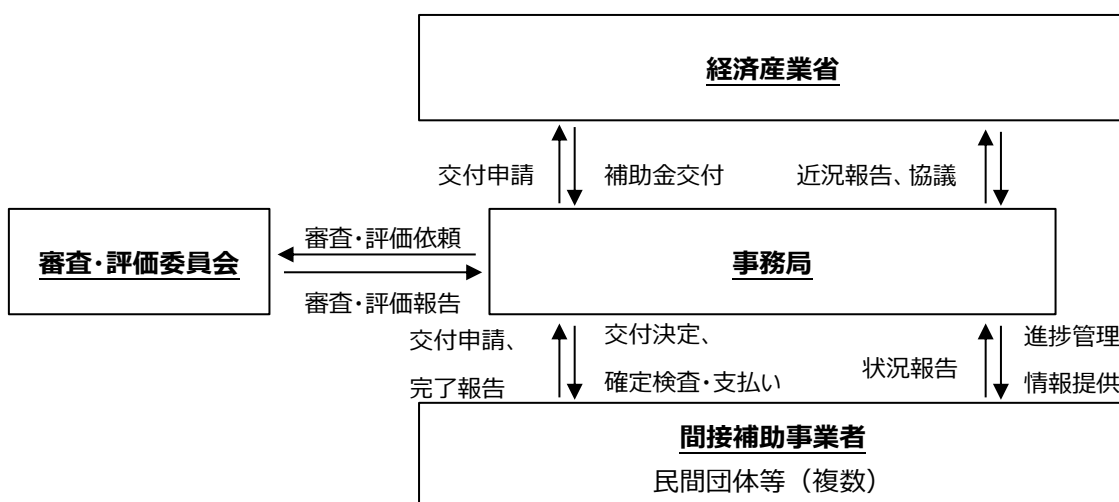 経済産業省
交付申請
補助金交付
近況報告、協議
審査・評価委員会
審査・評価依頼
審査・評価報告
事務局
交付申請、
完了報告
交付決定、
確定検査・支払い
状況報告
進捗管理
情報提供
間接補助事業者
民間団体等（複数）